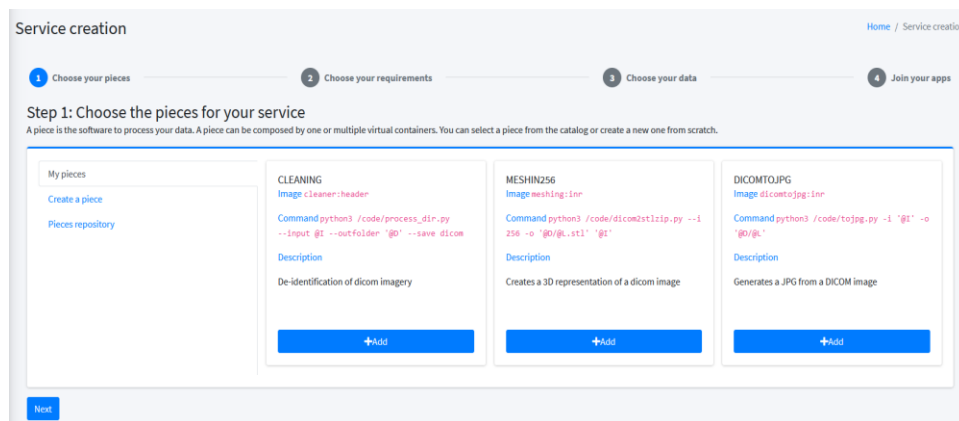 Service creation
Home / Service creatio
1 Choose your pieces
2 Choose your requirements
3 Choose your data
4 Join your apps
Step 1: Choose the pieces for your service
A piece is the software to process your data. A piece can be composed by one or multiple virtual containers. You can select a piece from the catalog or create a new one from scratch.
My pieces
Create a piece
Pieces repository
CLEANING
Image cleaner:header
Command python3 /code/process_dir.py
--input @I --outfolder '@D' --save dicom
Description
De-identification of dicom imagery
+Add
MESHIN256
Image meshing:inr
Command python3 /code/dicom2stlzip.py --i
256 -o '@D/@L.stl' '@I'
Description
Creates a 3D representation of a dicom image
+Add
DICOMTOJPG
Image dicomtojpg:inr
Command python3 /code/tojpg.py -i '@I' -o
'@D/@L'
Description
Generates a JPG from a DICOM image
+Add
Next